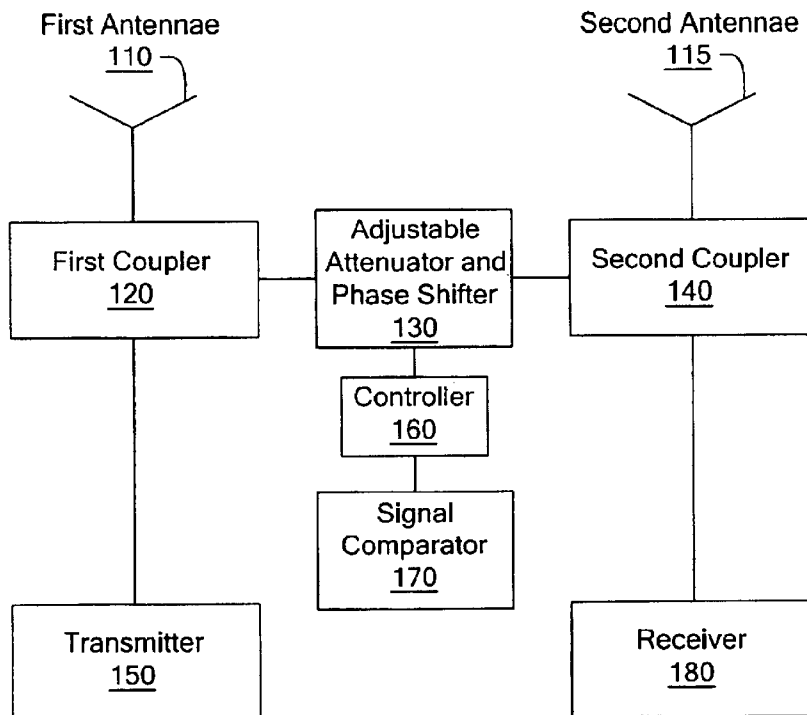 First Antennae
110
Second Antennae
115
First Coupler
120
Adjustable
Attenuator and
Phase Shifter
130
Second Coupler
140
Controller
160
Signal
Comparator
170
Transmitter
150
Receiver
180